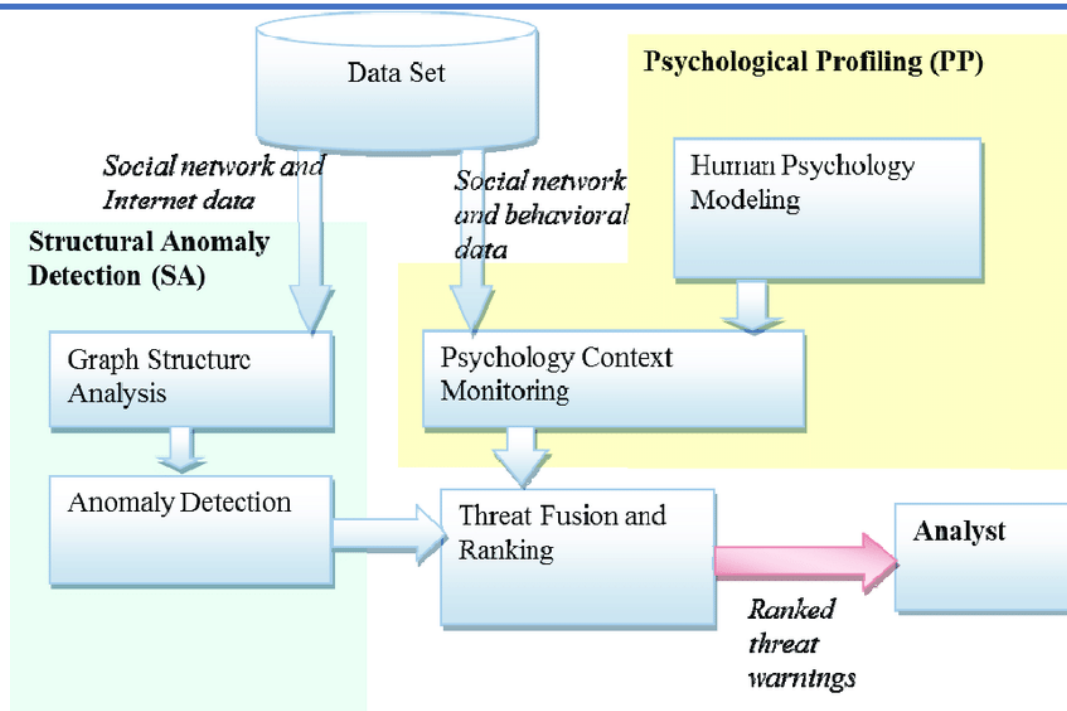 Data Set
Psychological Profiling (PP)
Social network and
Internet data
Social network
and behavioral
data
Human Psychology
Modeling
Structural Anomaly
Detection (SA)
Graph Structure
Analysis
Psychology Context
Monitoring
Anomaly Detection
Threat Fusion and
Ranking
Analyst
Ranked
threat
warnings